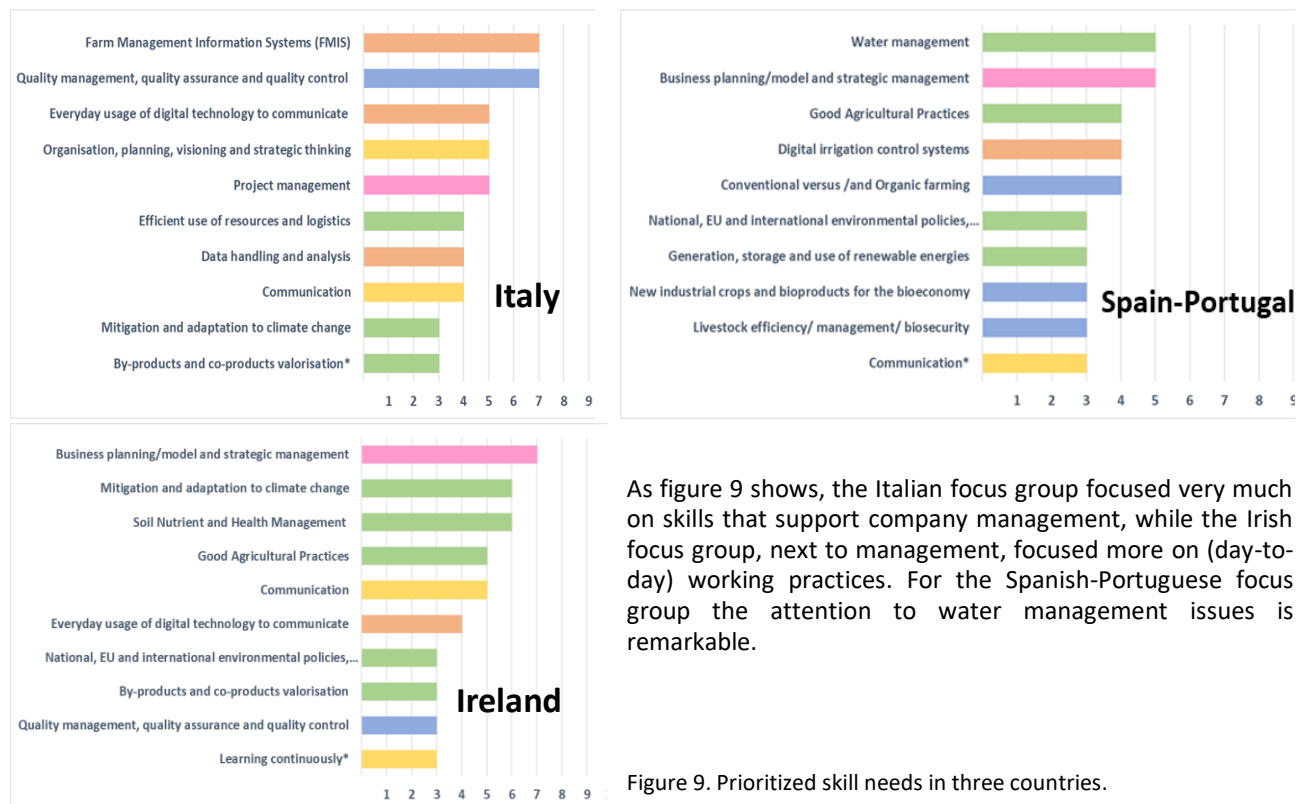 Farm Management Information Systems (FMIS)
Quality management, quality assurance and quality control
Everyday usage of digital technology to communicate
Organisation, planning, visioning and strategic thinking
Project management
Efficient use of resources and logistics
Data handling and analysis
Communication
Mitigation and adaptation to climate change
By-products and co-products valorisation*
Italy
1 2 3 4 5 6 7 8 9
Water management
Business planning/model and strategic management
Good Agricultural Practices
Digital irrigation control systems
Conventional versus /and Organic farming
National, EU and international environmental policies,...
Generation, storage and use of renewable energies
New industrial crops and bioproducts for the bioeconomy
Livestock efficiency/ management/ biosecurity
Communication*
Spain-Portugal
1 2 3 4 5 6 7 8 9
Business planning/model and strategic management
Mitigation and adaptation to climate change
Soil Nutrient and Health Management
Good Agricultural Practices
Communication
Everyday usage of digital technology to communicate
National, EU and international environmental policies,...
By-products and co-products valorisation
Quality management, quality assurance and quality control
Learning continuously*
Ireland
1 2 3 4 5 6 7 8 9
As figure 9 shows, the Italian focus group focused very much
on skills that support company management, while the Irish
focus group, next to management, focused more on (day-to-
day) working practices. For the Spanish-Portuguese focus
group the attention to water management issues is
remarkable.
Figure 9. Prioritized skill needs in three countries.